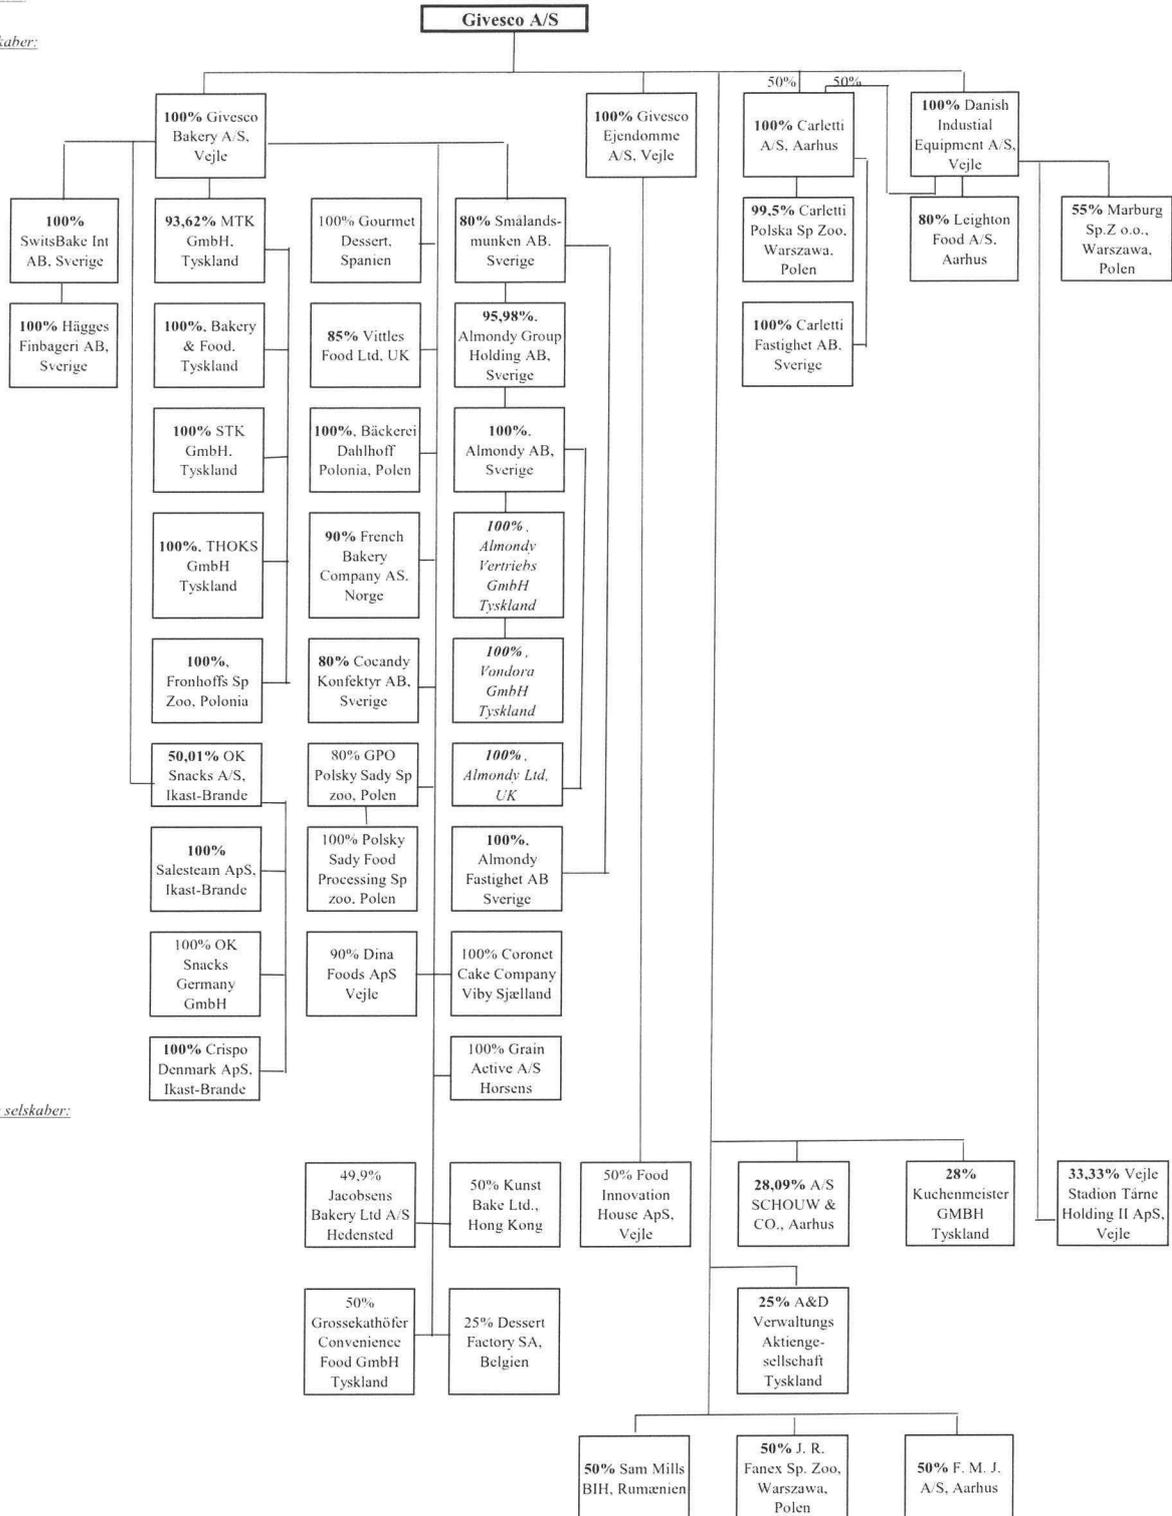 Givesco A/S
kaber:
50%
50%
100% Givesco
Bakery A/S,
Vejle
100% Givesco
Ejendomme
A/S, Vejle
100% Carletti
A/S, Aarhus
100% Danish
Industial
Equipment A/S,
Vejle
100%
SwitsBake Int
AB, Sverige
93,62% MTK
GmbH,
Tyskland
100% Gourmet
Dessert,
Spanien
80% Smålands-
munken AB.
Sverige
99,5% Carletti
Polska Sp Zoo,
Warszawa,
Polen
80% Leighton
Food A/S,
Aarhus
55% Marburg
Sp.Z o.o.,
Warszawa,
Polen
100% Hägges
Finbageri AB,
Sverige
100%. Bakery
& Food.
Tyskland
85% Vittles
Food Ltd, UK
95,98%.
Almondy Group
Holding AB,
Sverige
100% Carletti
Fastighet AB.
Sverige
100% STK
GmbH.
Tyskland
100%. Bäckerei
Dahlhoff
Polonia, Polen
100%.
Almondy AB,
Sverige
100%. THOKS
GmbH
Tyskland
90% French
Bakery
Company AS.
Norge
100%.
Almondy
Vertriebs
GmbH
Tyskland
100%,
Fronhoffs Sp
Zoo, Polonia
80% Cocandy
Konfektyr AB,
Sverige
100%,
Vondora
GmbH
Tyskland
50,01% OK
Snacks A/S,
Ikast-Brande
80% GPO
Polsky Sady Sp
zoo, Polen
100%.
Almondy Ltd,
UK
100%
Salesteam ApS,
Ikast-Brande
100% Polsky
Sady Food
Processing Sp
zoo, Polen
100%.
Almondy
Fastighet AB
Sverige
100% OK
Snacks
Germany
GmbH
90% Dina
Foods ApS
Vejle
100% Coronet
Cake Company
Viby Sjælland
100% Crispo
Denmark ApS.
Ikast-Brande
100% Grain
Active A/S
Horsens
selskaber:
49,9%
Jacobsens
Bakery Ltd A/S
Hedensted
50% Kunst
Bake Ltd.,
Hong Kong
50% Food
Innovation
House ApS,
Vejle
28,09% A/S
SCHOUW &
CO., Aarhus
28%
Kuchenmeister
GMBH
Tyskland
33,33% Vejle
Stadion Tårne
Holding II ApS,
Vejle
50%
Grossekathöfer
Convenience
Food GmbH
Tyskland
25% Dessert
Factory SA,
Belgien
25% A&D
Verwaltungs
Aktienge-
sellschaft
Tyskland
50% Sam Mills
BIH, Rumænien
50% J. R.
Fanex Sp. Zoo,
Warszawa,
Polen
50% F. M. J.
A/S, Aarhus